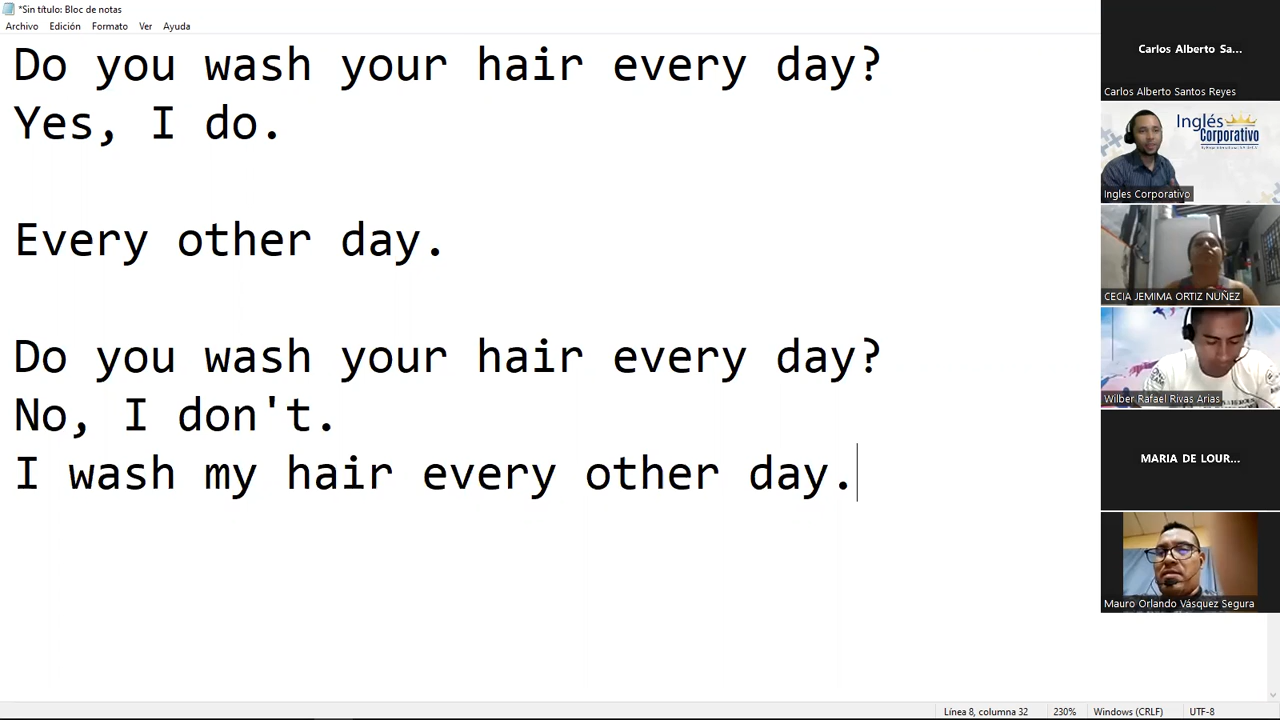 *Sin título: Bloc de notas
Archivo Edición Formato Ver Ayuda
Do you wash your hair every day?
Yes, I do.
Every other day.
Do you wash your hair every day?
No, I don't.
I wash my hair every other day.
Carlos Alberto Sa...
Carlos Alberto Santos Reyes
Inglés
Corporativo
Ingles Corporativo
CECIA JEMIMA ORTIZ NUÑEZ
Wilber Rafael Rivas Arias
MARIA DE LOUR...
Mauro Orlando Vásquez Segura
Línea 8, columna 32 230% Windows (CRLF) UTF-8